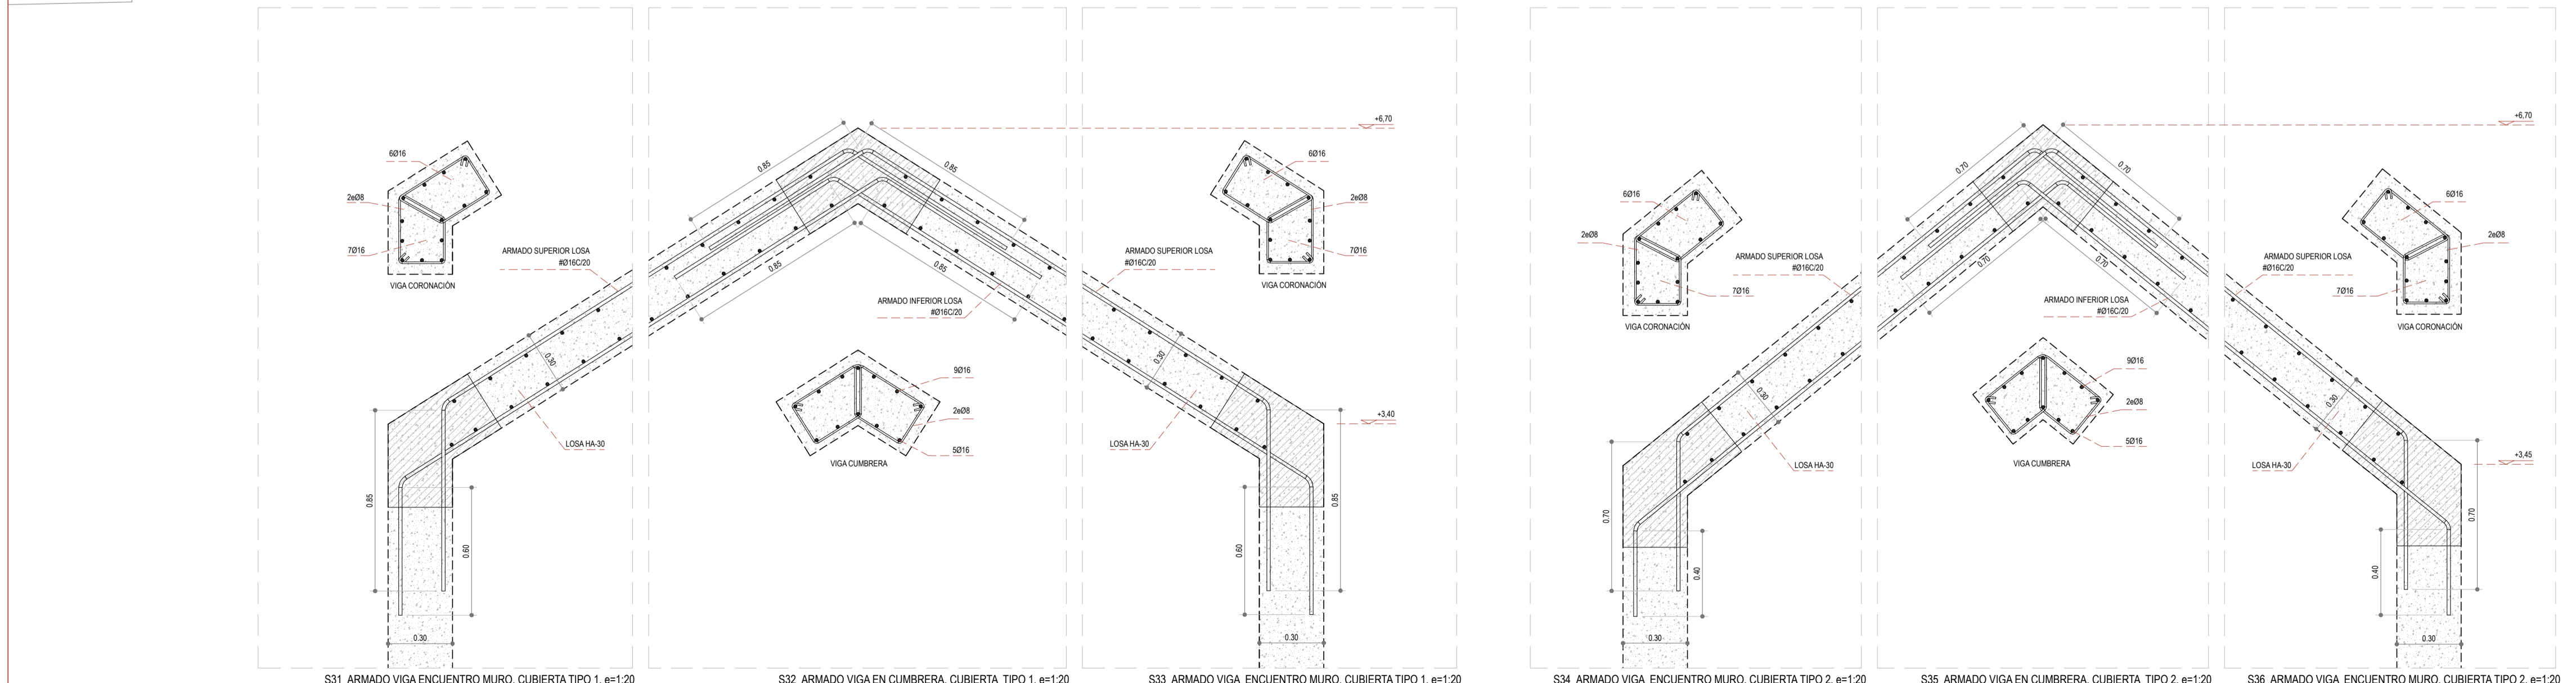 6Ø16
2eØ8
7Ø16
VIGA CORONACIÓN
ARMADO SUPERIOR LOSA
#Ø16C/20
0.30
LOSA HA-30
0.85
0.60
0.30
S31 ARMADO VIGA ENCUENTRO MURO. CUBIERTA TIPO 1. e=1:20
0.85
0.85
0.85
0.85
ARMADO INFERIOR LOSA
#Ø16C/20
9Ø16
2eØ8
5Ø16
VIGA CUMBRERA
S32 ARMADO VIGA EN CUMBRERA. CUBIERTA TIPO 1. e=1:20
+6,70
6Ø16
2eØ8
7Ø16
VIGA CORONACIÓN
ARMADO SUPERIOR LOSA
#Ø16C/20
0.30
+3,40
LOSA HA-30
0.85
0.60
0.30
S33 ARMADO VIGA ENCUENTRO MURO. CUBIERTA TIPO 1. e=1:20
6Ø16
2eØ8
7Ø16
VIGA CORONACIÓN
ARMADO SUPERIOR LOSA
#Ø16C/20
0.30
LOSA HA-30
0.70
0.40
0.30
S34 ARMADO VIGA ENCUENTRO MURO. CUBIERTA TIPO 2. e=1:20
0.70
0.70
0.70
0.70
ARMADO INFERIOR LOSA
#Ø16C/20
9Ø16
2eØ8
5Ø16
VIGA CUMBRERA
S35 ARMADO VIGA EN CUMBRERA. CUBIERTA TIPO 2. e=1:20
+6,70
6Ø16
2eØ8
ARMADO SUPERIOR LOSA
#Ø16C/20
7Ø16
VIGA CORONACIÓN
0.30
LOSA HA-30
+3,45
0.70
0.40
0.30
S36 ARMADO VIGA ENCUENTRO MURO. CUBIERTA TIPO 2. e=1:20